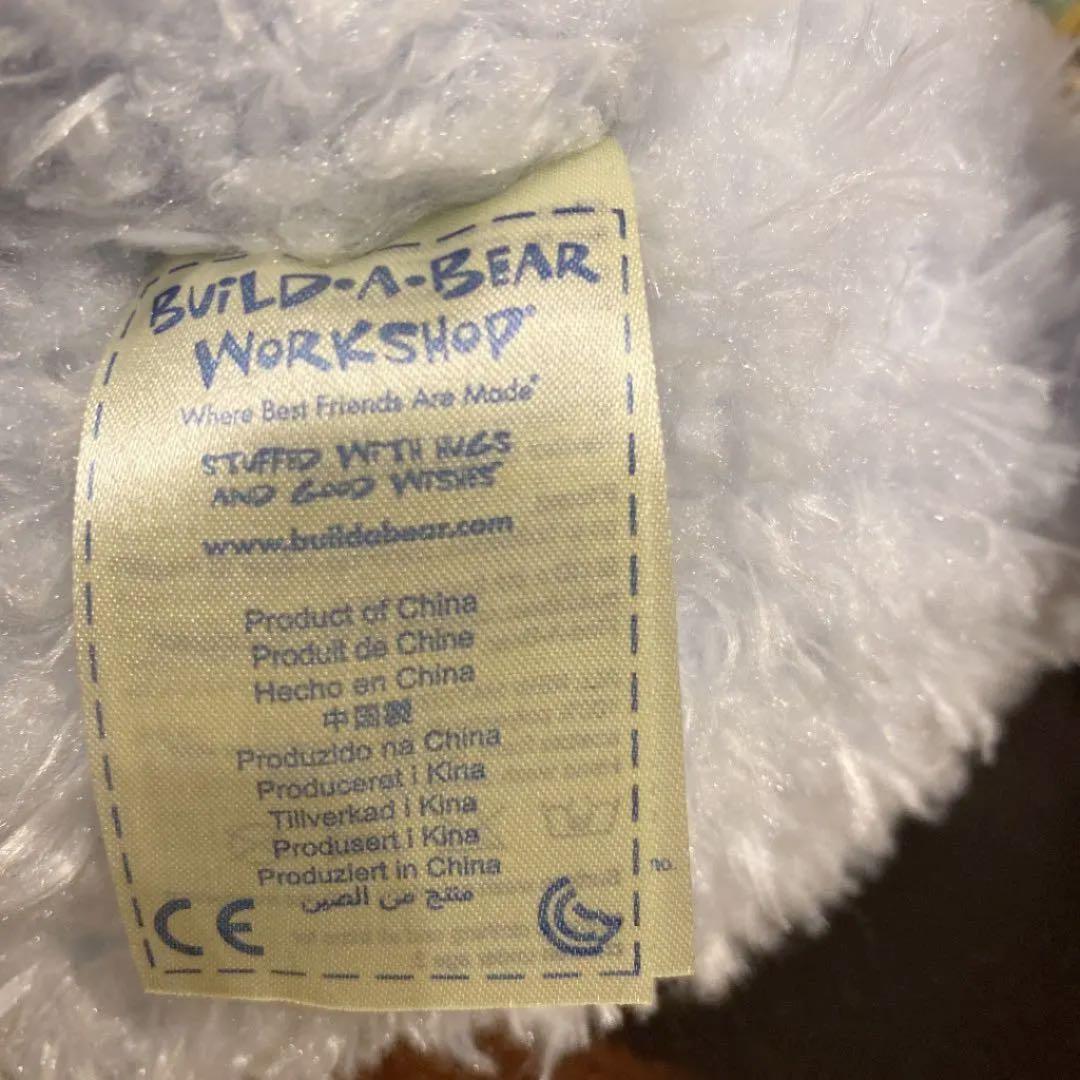 BUILD-A-BEAR
WORKSHOP®
Where Best Friends Are Made®
STUFFED WITH HUGS
AND GOOD WISHES
www.buildabear.com
Product of China
Produit de Chine
Hecho en China
中国製
Produzido na China
Produceret i Kina
Tillverkad i Kina
Produsert i Kina
Produziert in China
منتج من الصين
CE
no.